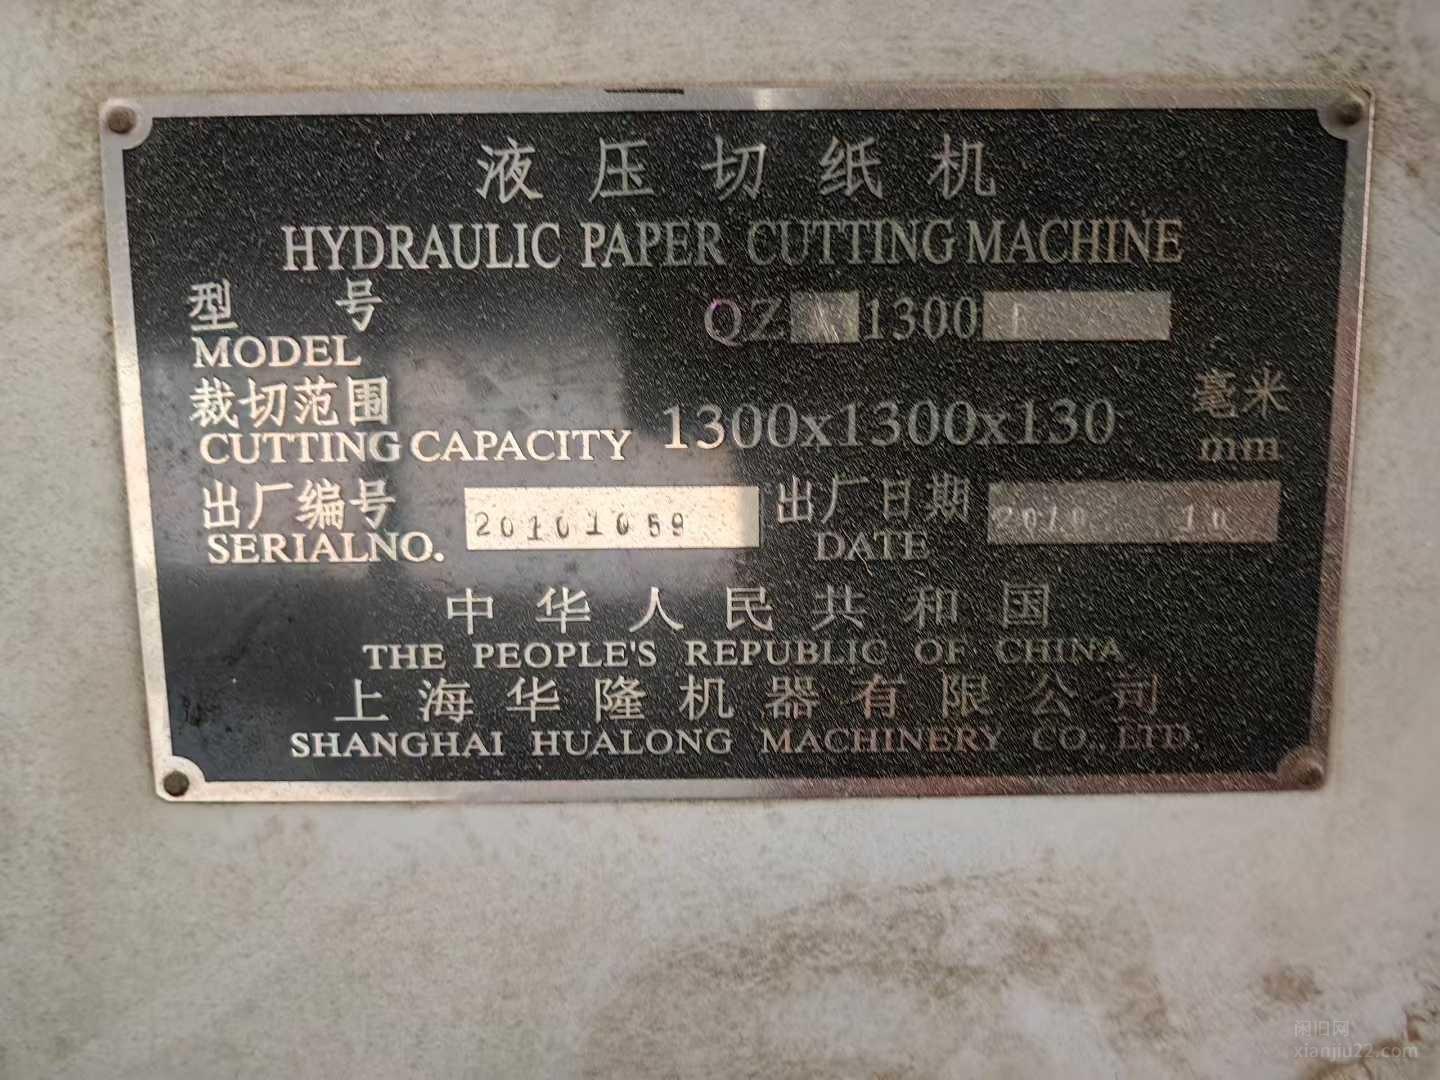 液压切纸机
HYDRAULIC PAPER CUTTING MACHINE
型号 QZ 1300
MODEL
裁切范围 1300x1300x130 毫米
CUTTING CAPACITY mm
出厂编号 20101059 出厂日期 2010 10
SERIALNO. DATE
中华人民共和国
THE PEOPLE'S REPUBLIC OF CHINA
上海华隆机器有限公司
SHANGHAI HUALONG MACHINERY CO., LTD.
闲旧网
xianjiu22.com